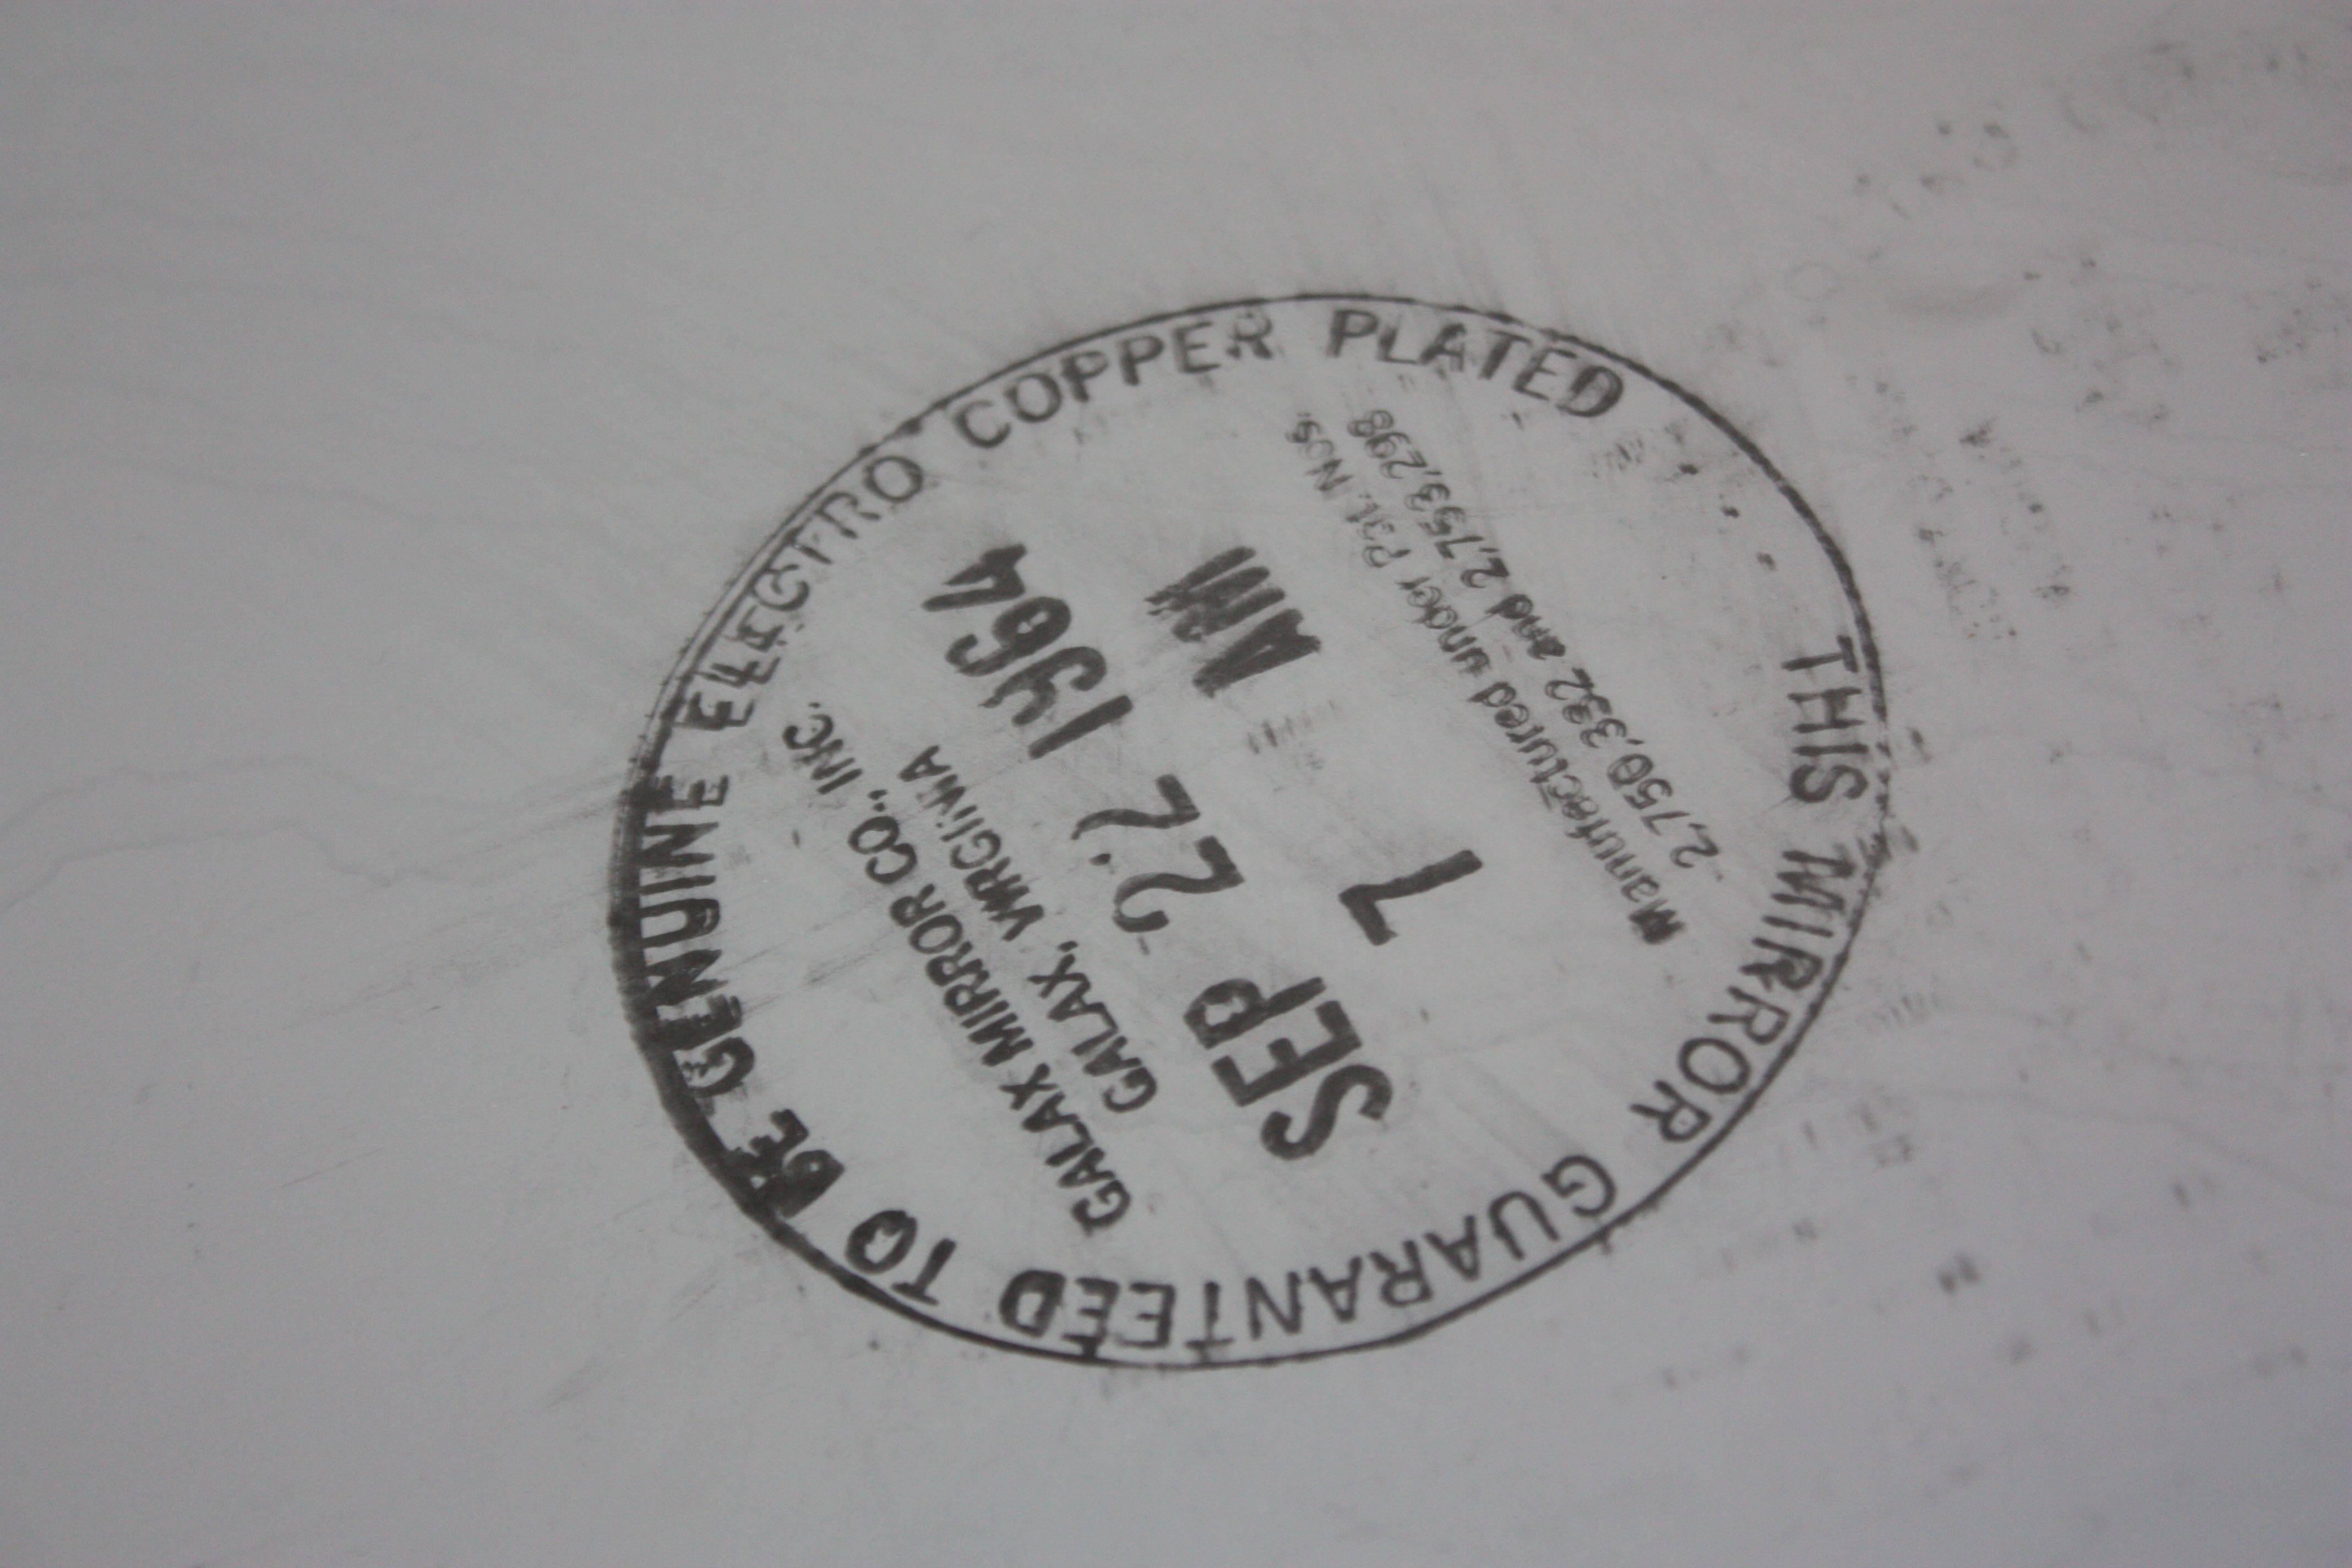 THIS MIRROR GUARANTEED TO BE GENUINE ELECTRO COPPER PLATED
GALAX MIRROR CO., INC.
GALAX, VIRGINIA
SEP 22 1964
7 AM
Manufactured under Pat. Nos.
2,750,332 and 2,753,298